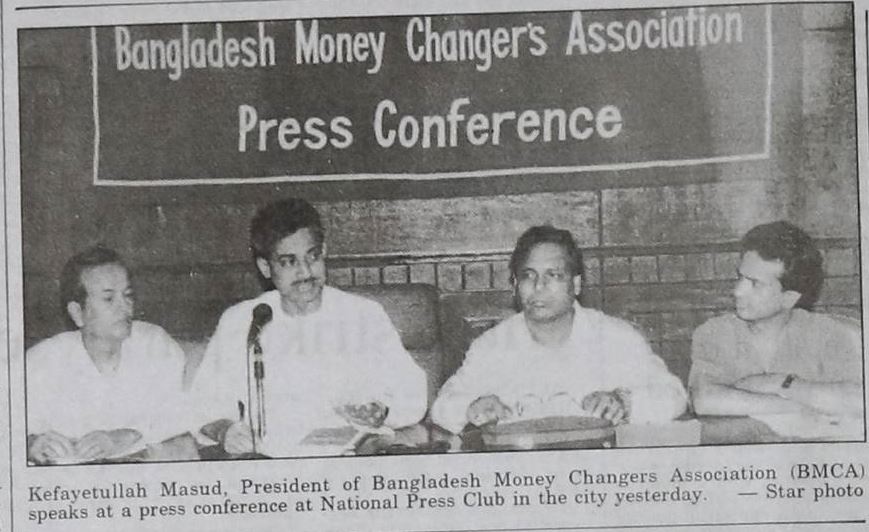 Bangladesh Money Changer's Association
Press Conference
Kefayetullah Masud, President of Bangladesh Money Changers Association (BMCA)
speaks at a press conference at National Press Club in the city yesterday. — Star photo